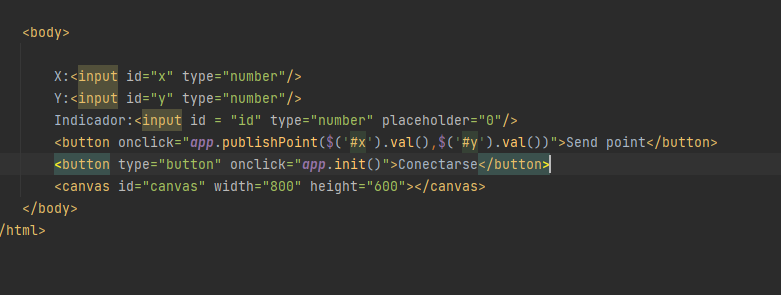 <body>
X:<input id="x" type="number"/>
Y:<input id="y" type="number"/>
Indicador:<input id = "id" type="number" placeholder="0"/>
<button onclick="app.publishPoint($('#x').val(),$('#y').val())">Send point</button>
<button type="button" onclick="app.init()">Conectarse</button>
<canvas id="canvas" width="800" height="600"></canvas>
</body>
/html>